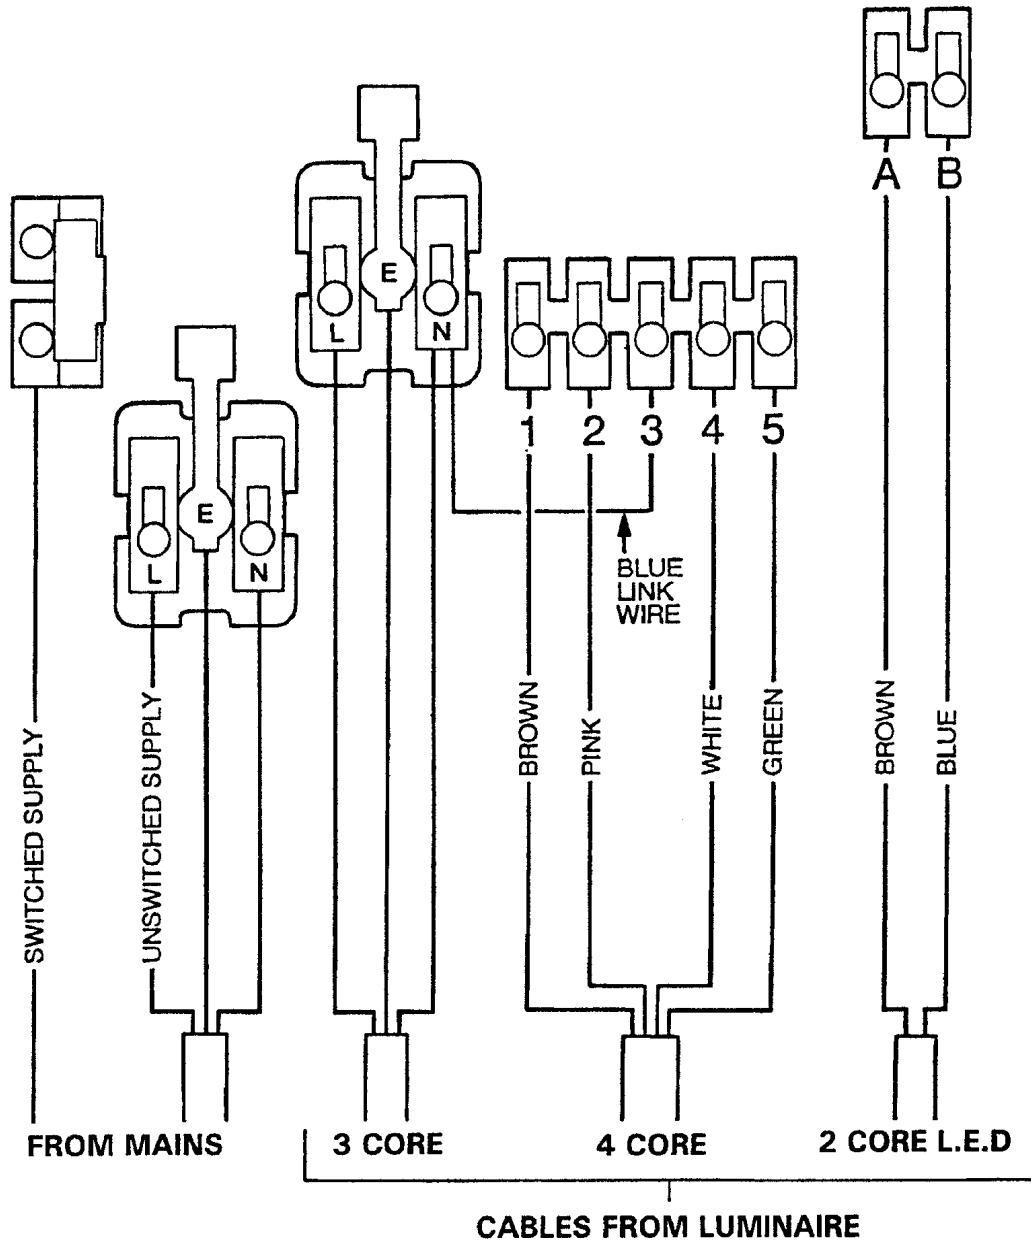 A B
E
L N
1 2 3 4 5
E
L N
BLUE
LINK
WIRE
SWITCHED SUPPLY
UNSWITCHED SUPPLY
BROWN
PINK
WHITE
GREEN
BROWN
BLUE
FROM MAINS
3 CORE
4 CORE
2 CORE L.E.D
CABLES FROM LUMINAIRE